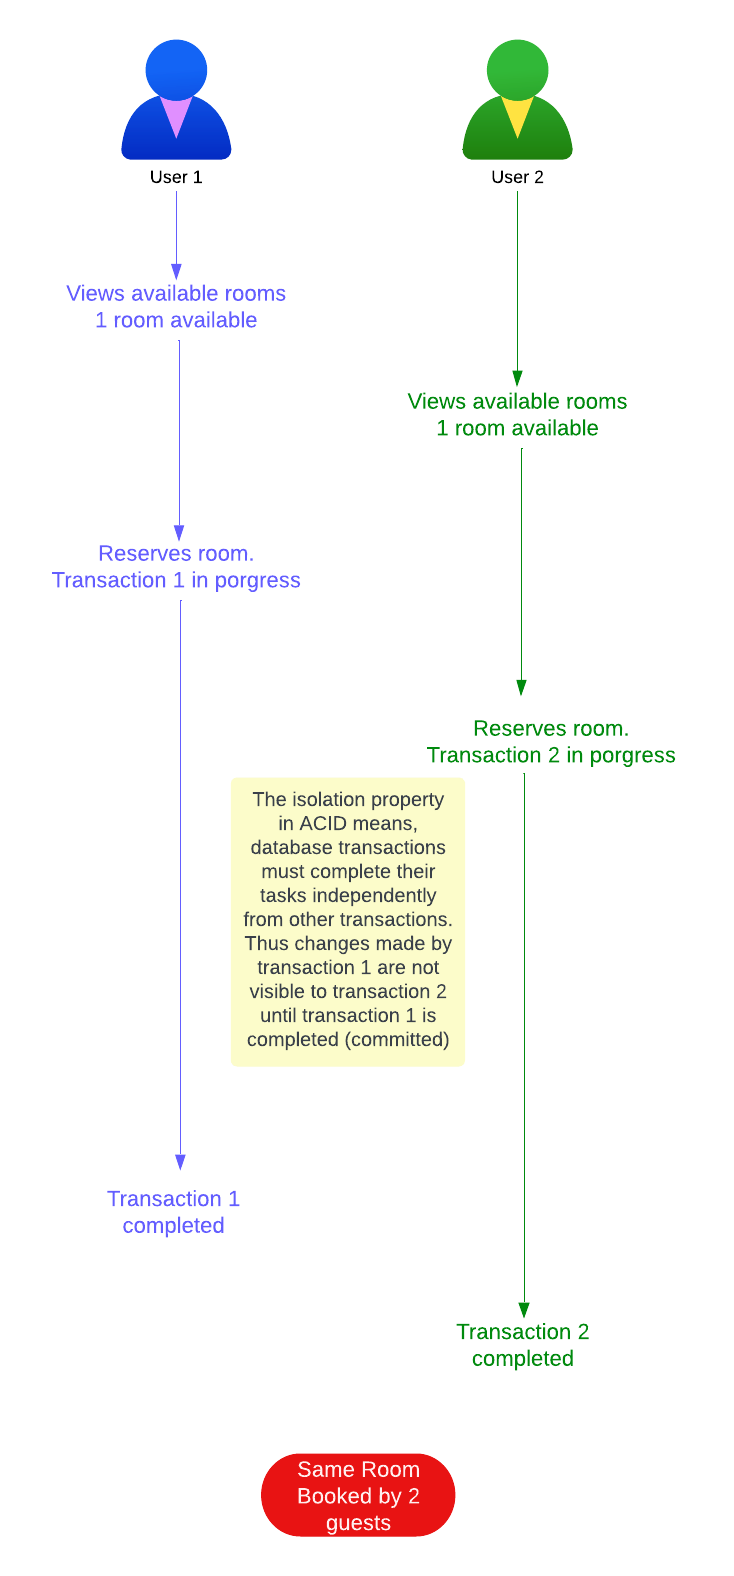 User 1
User 2
Views available rooms
1 room available
Views available rooms
1 room available
Reserves room.
Transaction 1 in porgress
Reserves room.
Transaction 2 in porgress
The isolation property
in ACID means,
database transactions
must complete their
tasks independently
from other transactions.
Thus changes made by
transaction 1 are not
visible to transaction 2
until transaction 1 is
completed (committed)
Transaction 1
completed
Transaction 2
completed
Same Room
Booked by 2
guests